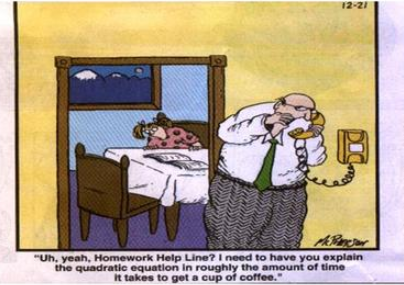 12-21
McPherson
"Uh, yeah, Homework Help Line? I need to have you explain
the quadratic equation in roughly the amount of time
it takes to get a cup of coffee."